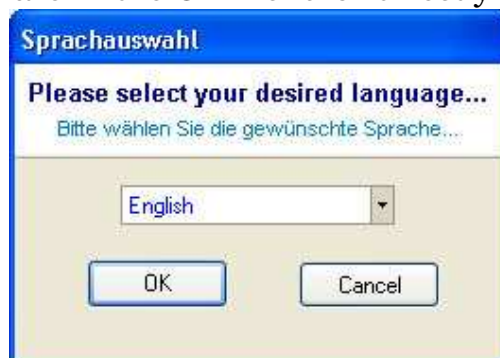 Sprachauswahl
Please select your desired language...
Bitte wählen Sie die gewünschte Sprache...
English
OK
Cancel